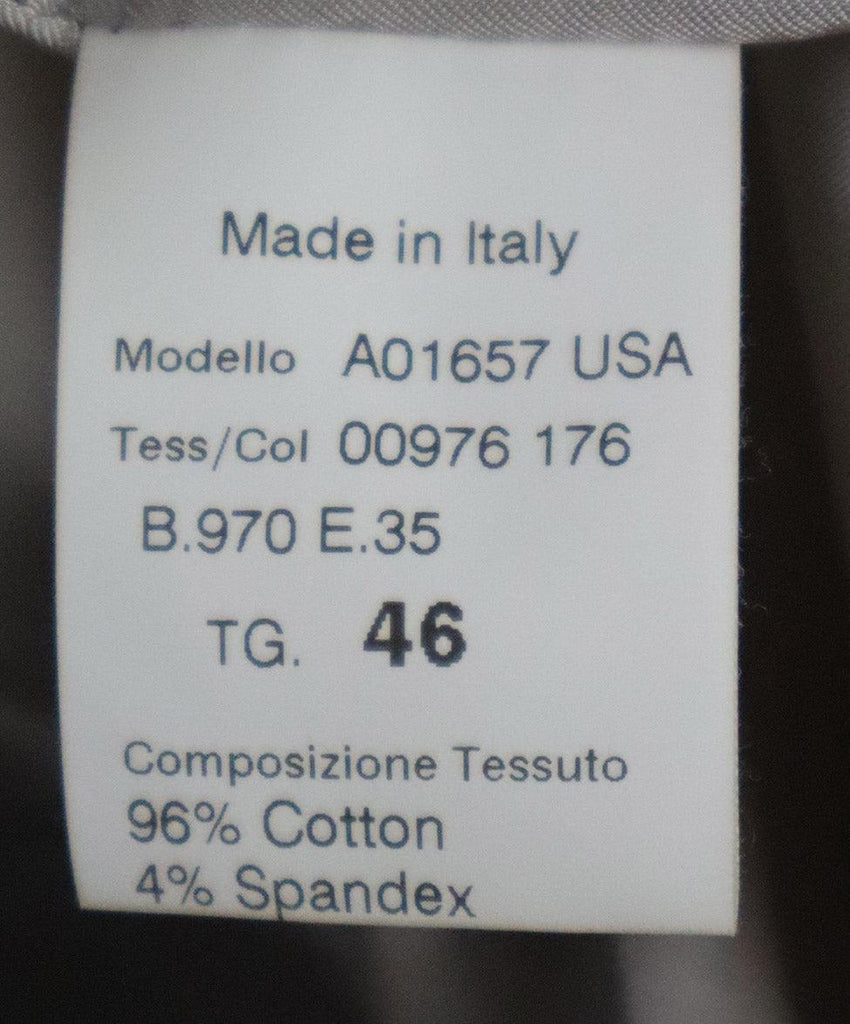 Made in Italy
Modello A01657 USA
Tess/Col 00976 176
B.970 E.35
TG. 46
Composizione Tessuto
96% Cotton
4% Spandex